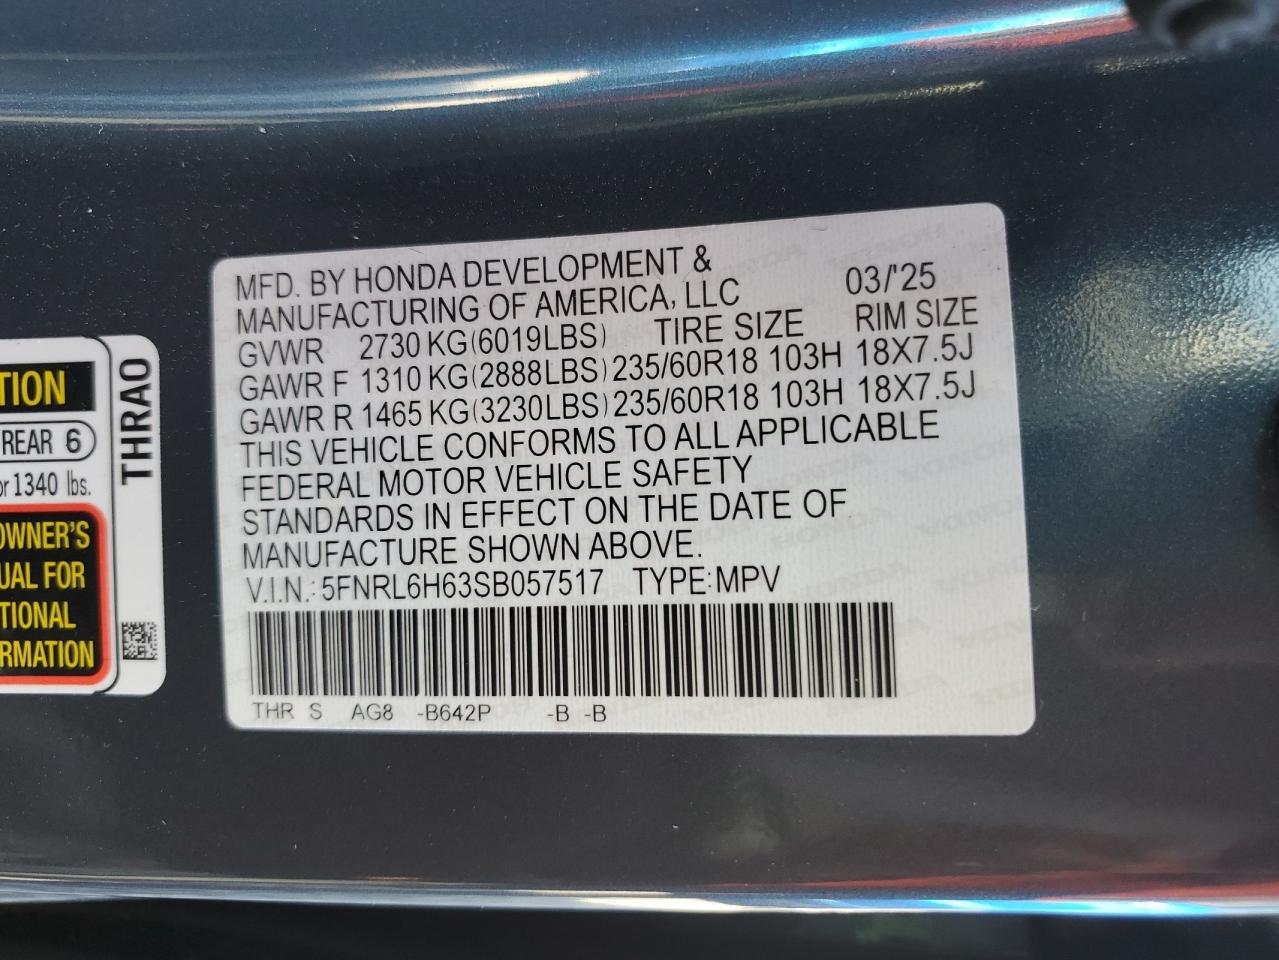 TION
REAR 6
or 1340 lbs.
OWNER'S
UAL FOR
TIONAL
RMATION
THRAO
MFD. BY HONDA DEVELOPMENT &
MANUFACTURING OF AMERICA, LLC 03/'25
GVWR 2730 KG(6019LBS) TIRE SIZE RIM SIZE
GAWR F 1310 KG(2888LBS) 235/60R18 103H 18X7.5J
GAWR R 1465 KG(3230LBS) 235/60R18 103H 18X7.5J
THIS VEHICLE CONFORMS TO ALL APPLICABLE
FEDERAL MOTOR VEHICLE SAFETY
STANDARDS IN EFFECT ON THE DATE OF
MANUFACTURE SHOWN ABOVE.
V.I.N.: 5FNRL6H63SB057517 TYPE:MPV
THR S AG8 -B642P -B -B